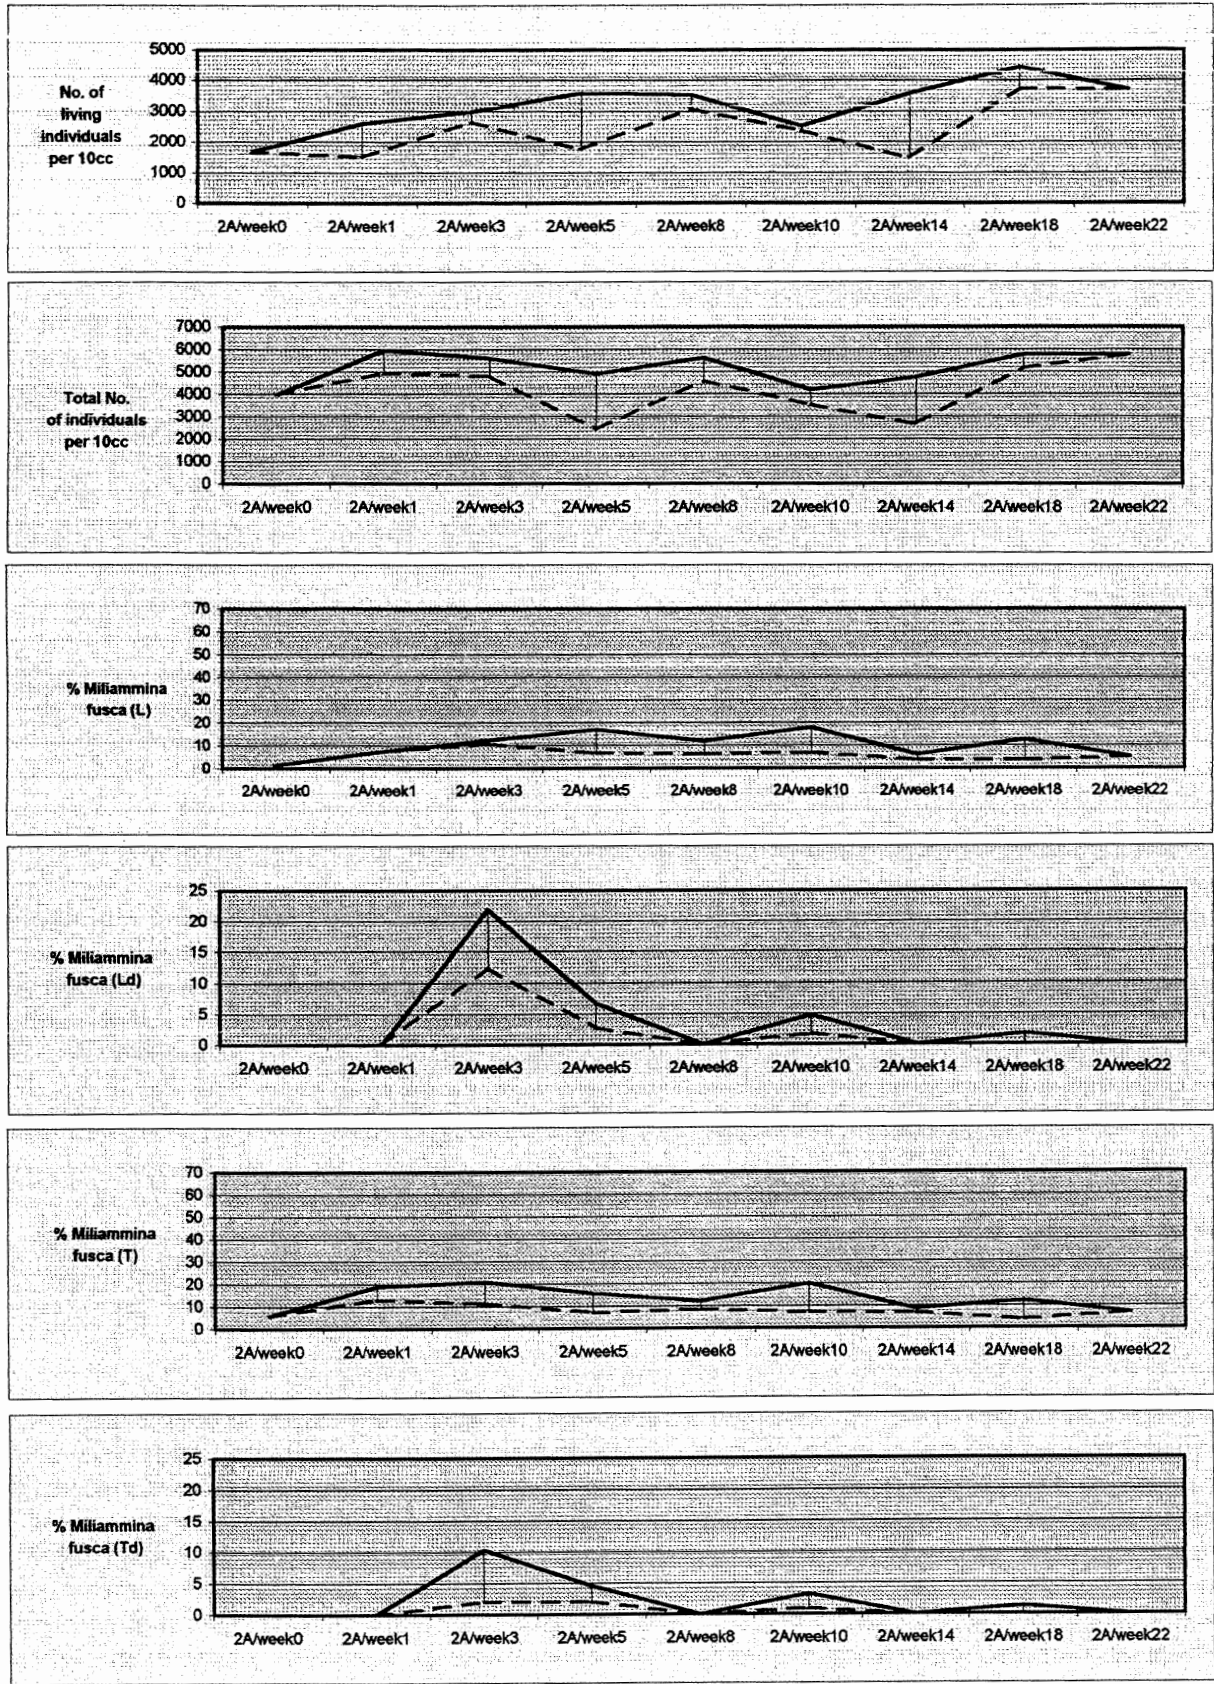 5000
4000
3000
2000
1000
0
No. of
living
individuals
per 10cc
2A/week0 2A/week1 2A/week3 2A/week5 2A/week8 2A/week10 2A/week14 2A/week18 2A/week22
7000
6000
5000
4000
3000
2000
1000
0
Total No.
of individuals
per 10cc
2A/week0 2A/week1 2A/week3 2A/week5 2A/week8 2A/week10 2A/week14 2A/week18 2A/week22
70
60
50
40
30
20
10
0
% Miliammina
fusca (L)
2A/week0 2A/week1 2A/week3 2A/week5 2A/week8 2A/week10 2A/week14 2A/week18 2A/week22
25
20
15
10
5
0
% Miliammina
fusca (Ld)
2A/week0 2A/week1 2A/week3 2A/week5 2A/week8 2A/week10 2A/week14 2A/week18 2A/week22
70
60
50
40
30
20
10
0
% Miliammina
fusca (T)
2A/week0 2A/week1 2A/week3 2A/week5 2A/week8 2A/week10 2A/week14 2A/week18 2A/week22
25
20
15
10
5
0
% Miliammina
fusca (Td)
2A/week0 2A/week1 2A/week3 2A/week5 2A/week8 2A/week10 2A/week14 2A/week18 2A/week22